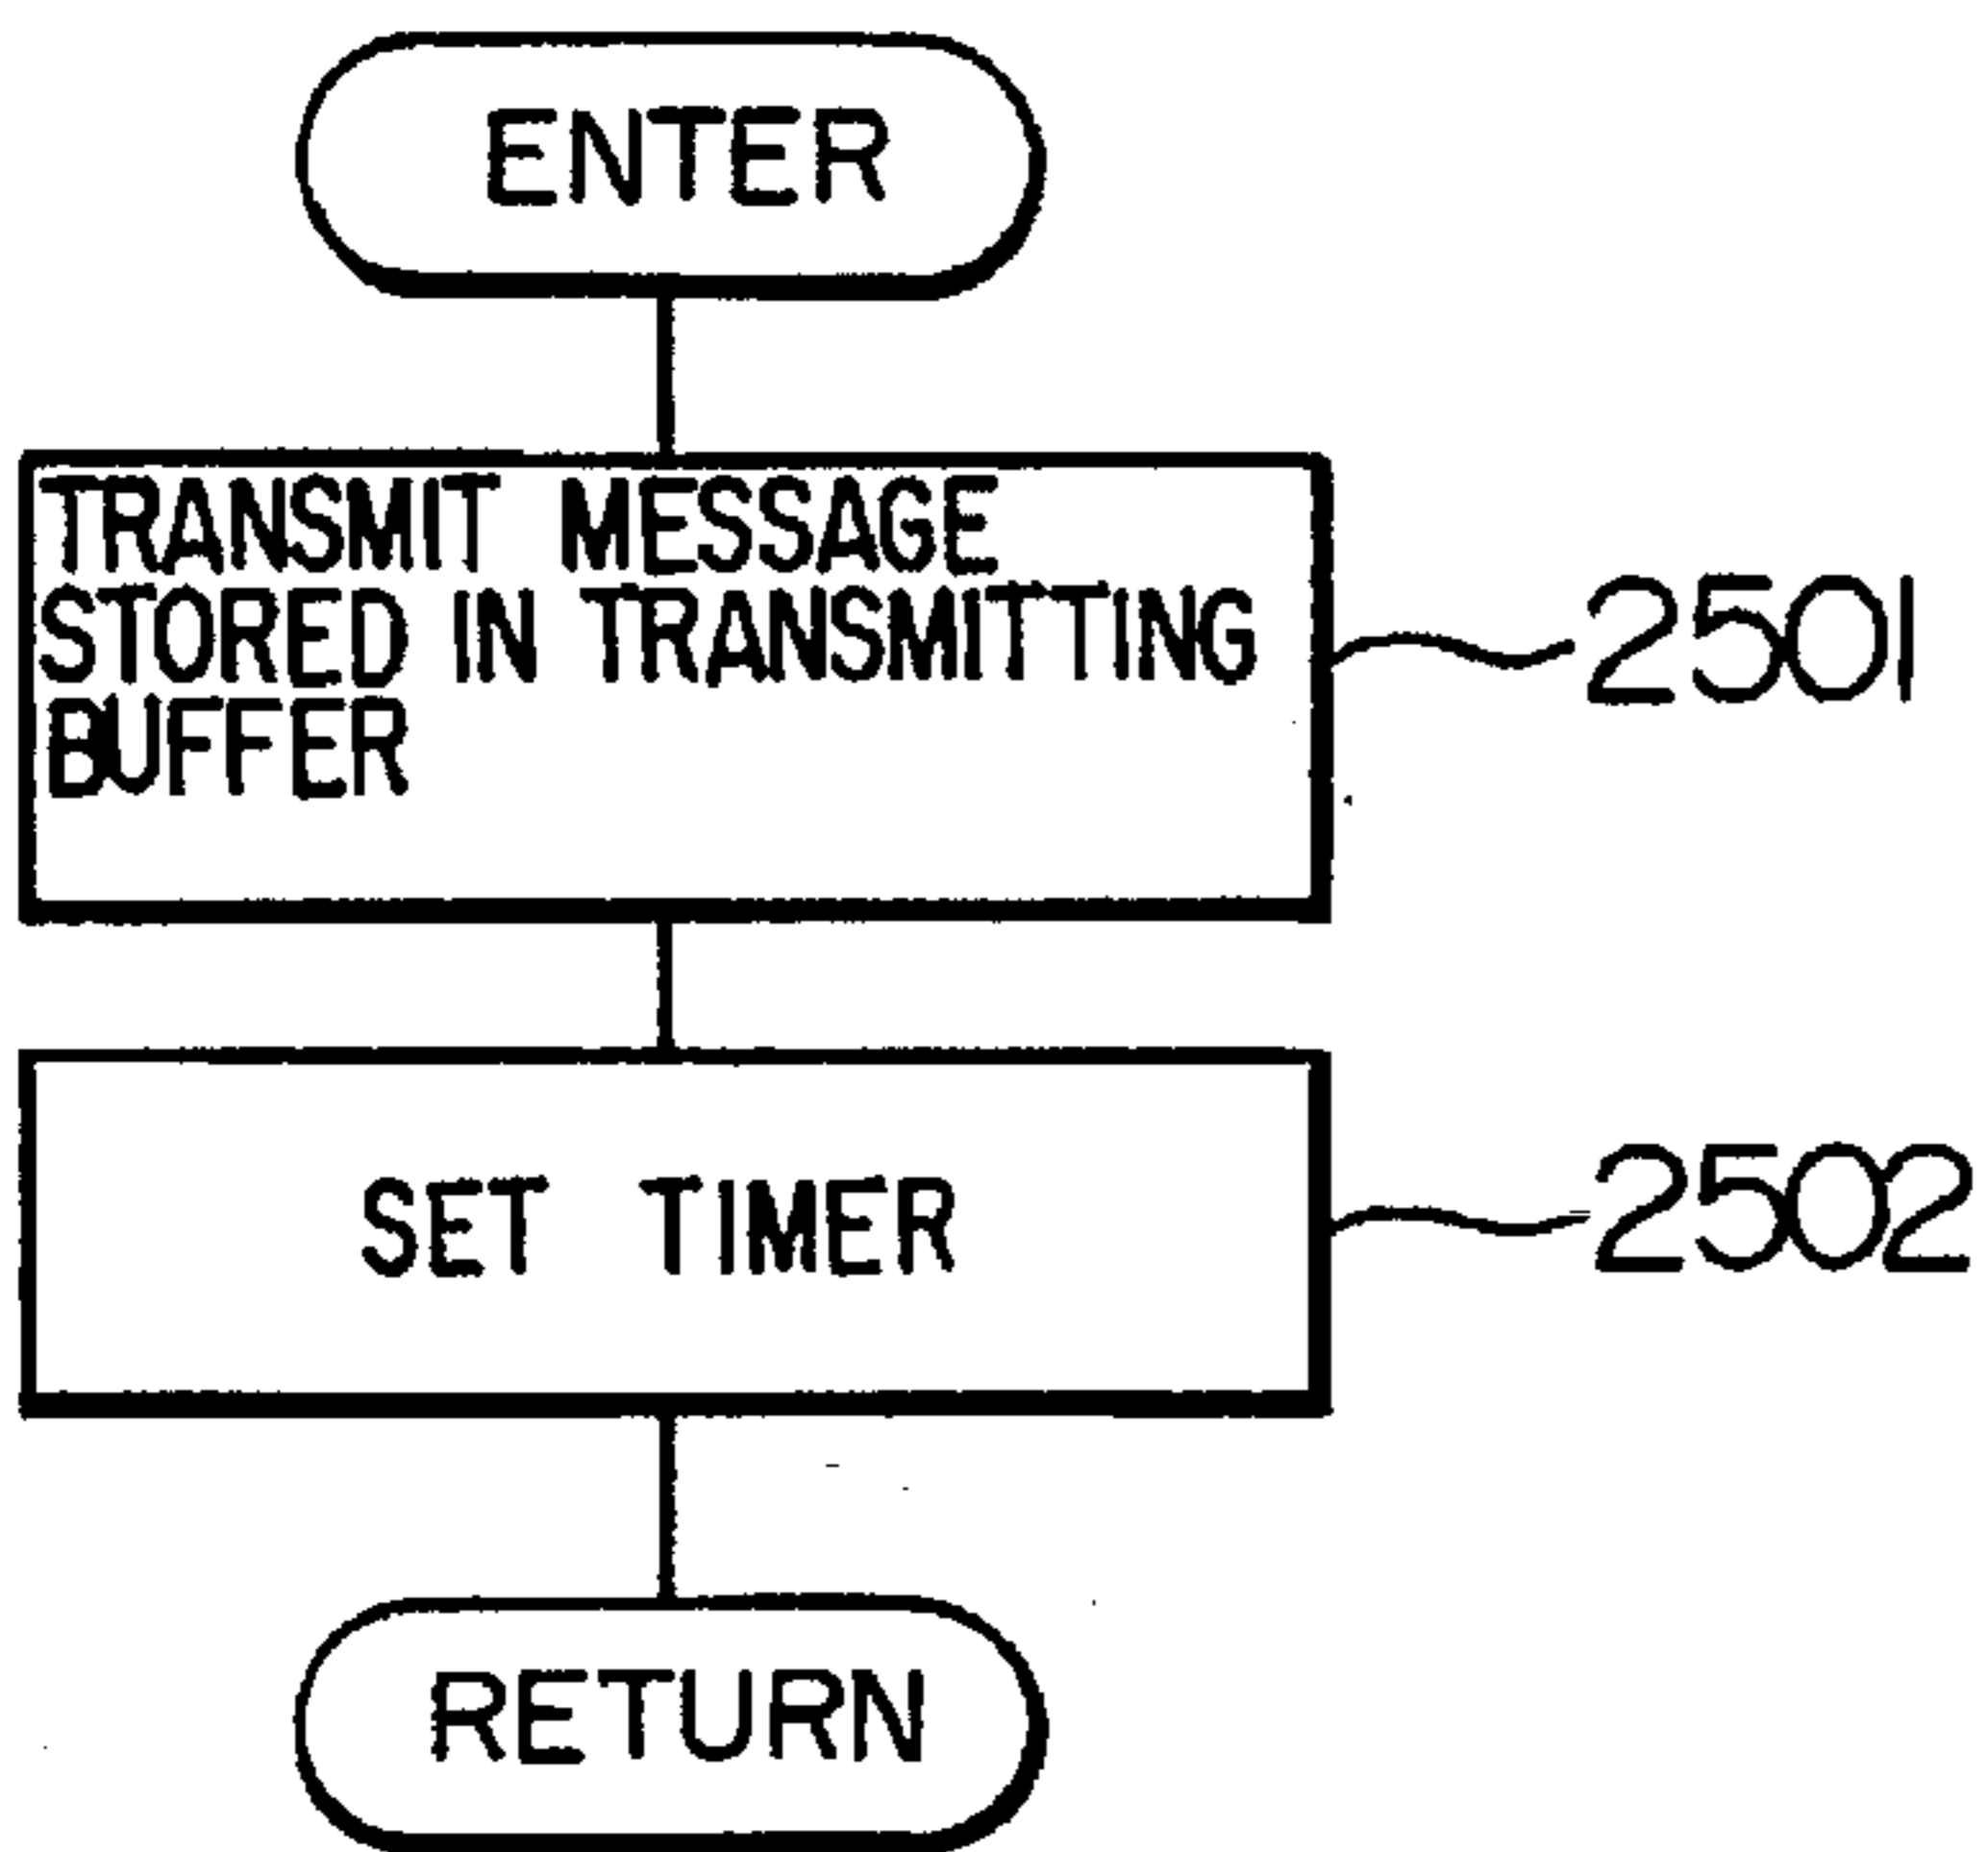 ENTER
TRANSMIT MESSAGE
STORED IN TRANSMITTING
BUFFER
2501
SET TIMER
2502
RETURN